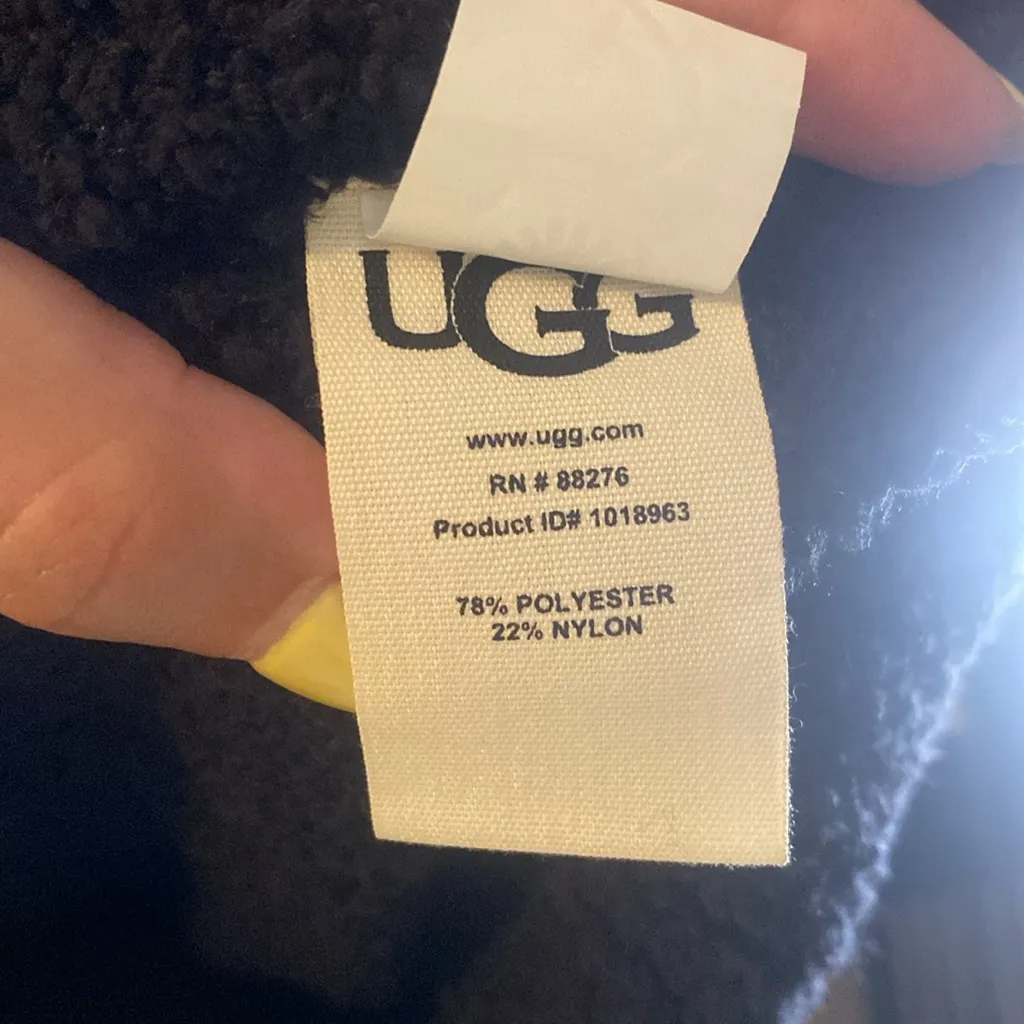 UGG
www.ugg.com
RN # 88276
Product ID# 1018963
78% POLYESTER
22% NYLON